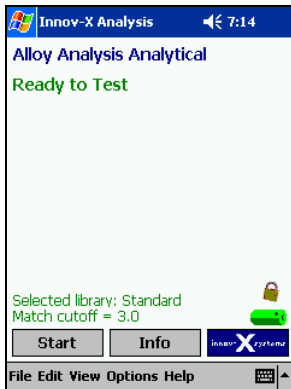 Innov-X Analysis 7:14
Alloy Analysis Analytical
Ready to Test
Selected library: Standard
Match cutoff = 3.0
Start Info innov-X systems
File Edit View Options Help